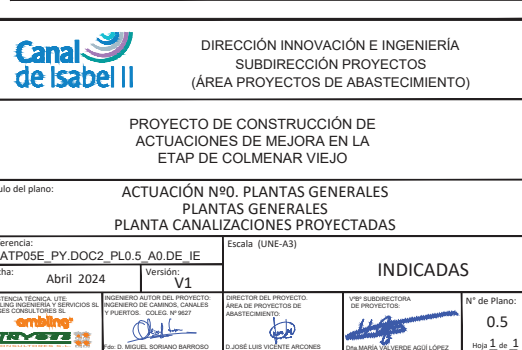 Canal
de Isabel II
DIRECCIÓN INNOVACIÓN E INGENIERÍA
SUBDIRECCIÓN PROYECTOS
(ÁREA PROYECTOS DE ABASTECIMIENTO)
PROYECTO DE CONSTRUCCIÓN DE
ACTUACIONES DE MEJORA EN LA
ETAP DE COLMENAR VIEJO
ulo del plano:
ACTUACIÓN Nº0. PLANTAS GENERALES
PLANTAS GENERALES
PLANTA CANALIZACIONES PROYECTADAS
erencia:
ATP05E_PY.DOC2_PL0.5_A0.DE_IE
Escala (UNE-A3)
INDICADAS
cha:
Abril 2024
Versión:
V1
TENCIA TÉCNICA. UTE:
LING INGENIERÍA Y SERVICIOS SL
SES CONSULTORES SL
ambling
INGENIERO AUTOR DEL PROYECTO:
INGENIERO DE CAMINOS, CANALES
Y PUERTOS. COLEG. Nº 9627
Fdo: D. MIGUEL SORIANO BARROSO
DIRECTOR DEL PROYECTO.
ÁREA DE PROYECTOS DE
ABASTECIMIENTO:
D.JOSÉ LUIS VICENTE ARCONES
VºBº SUBDIRECTORA
DE PROYECTOS:
Dña.MARÍA VALVERDE AGÜI LÓPEZ
N° de Plano:
0.5
Hoja 1 de 1